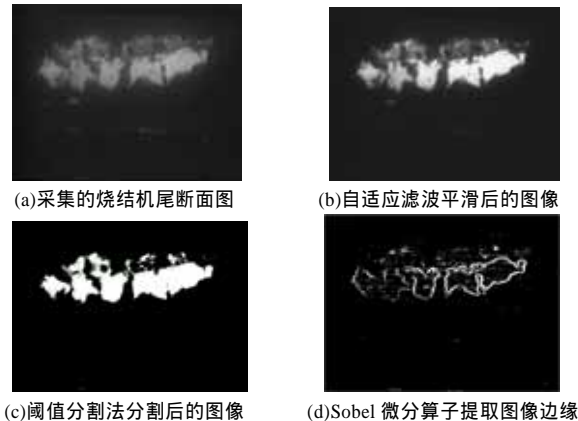 (a)采集的烧结机尾断面图
(b)自适应滤波平滑后的图像
(c)阈值分割法分割后的图像
(d)Sobel 微分算子提取图像边缘